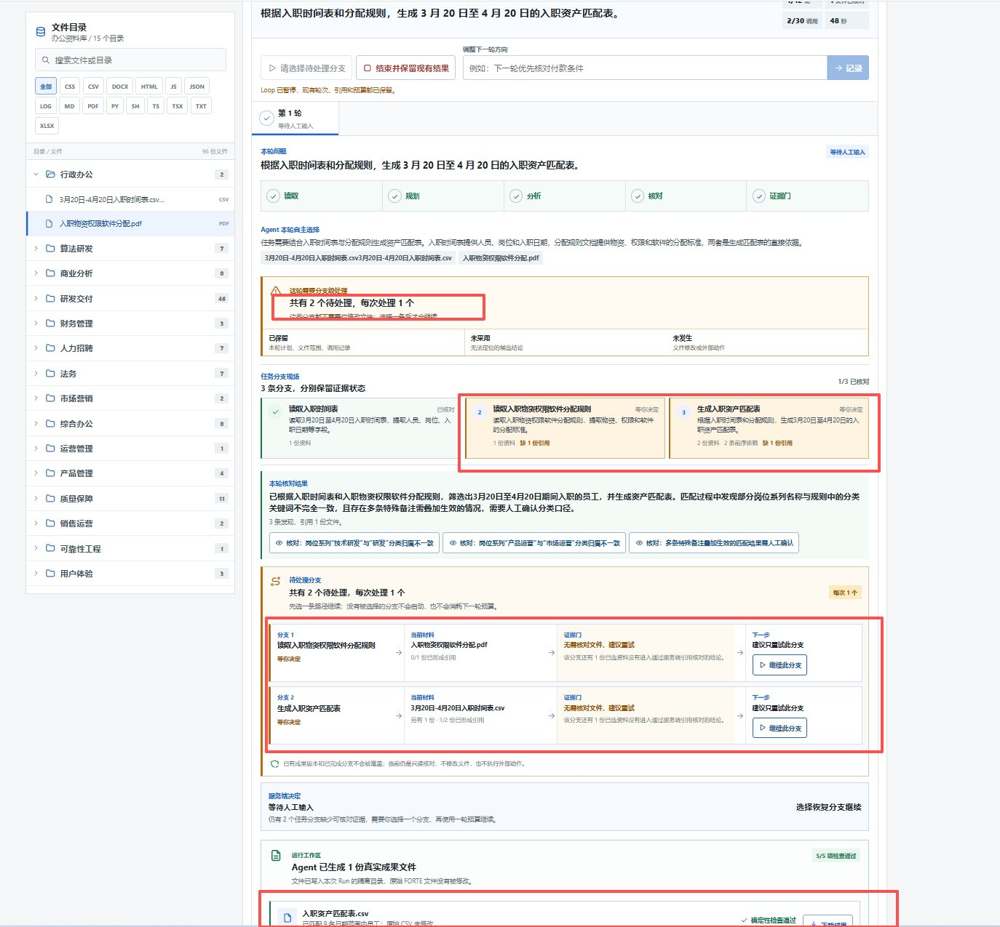 文件目录
办公资料库 / 15 个目录
搜索文件或目录
全部 CSS CSV DOCX HTML JS JSON
LOG MD PDF PY SH TS TSX TXT
XLSX
目录 / 文件 96 份文件
行政办公 2
3月20日-4月20日入职时间表.csv... CSV
入职物资权限软件分配.pdf PDF
算法研发 7
商业分析 0
研发交付 46
财务管理 3
人力招聘 7
法务 7
市场营销 2
综合办公 0
运营管理 1
产品管理 4
质量保障 11
销售运营 2
可靠性工程 1
用户体验 3
根据入职时间表和分配规则，生成 3 月 20 日至 4 月 20 日的入职资产匹配表。
2/30 调用 48 秒
请选择待处理分支
结束并保留现有结果
调整下一轮方向
例如：下一轮优先核对付款条件
记录
Loop 已暂停，现有轮次、引用和预算都已保留。
第 1 轮
等待人工输入
本轮问题
根据入职时间表和分配规则，生成 3 月 20 日至 4 月 20 日的入职资产匹配表。
等待人工输入
读取 规划 分析 核对 证据门
Agent 本轮自主选择
任务需要结合入职时间表与分配规则生成资产匹配表。入职时间表提供人员、岗位和入职日期，分配规则文档提供物资、权限和软件的分配标准，两者是生成匹配表的直接依据。
3月20日-4月20日入职时间表.csv3月20日-4月20日入职时间表.csv 入职物资权限软件分配.pdf
这轮需要分支级处理
共有 2 个待处理，每次处理 1 个
这些分支都不需要你修改文件；选择一条后才会继续
已保留
本轮计划、文件范围、调用记录
未采用
无法定位的候选结论
未发生
文件修改或外部动作
任务分支现场
3 条分支，分别保留证据状态
1/3 已核对
读取入职时间表 已核对
读取3月20日至4月20日入职时间表，提取人员、岗位、入
职日期等字段。
1 份资料
2 读取入职物资权限软件分配规则 等你决定
读取入职物资权限软件分配规则，提取物资、权限和软件
的分配标准。
1 份资料 缺 1 份引用
3 生成入职资产匹配表 等你决定
根据入职时间表和分配规则，生成3月20日至4月20日的入
职资产匹配表。
2 份资料 2 条前序依赖 缺 1 份引用
本轮核对结果
已根据入职时间表和入职物资权限软件分配规则，筛选出3月20日至4月20日期间入职的员工，并生成资产匹配表。匹配过程中发现部分岗位系列名称与规则中的分类
关键词不完全一致，且存在多条特殊备注需叠加生效的情况，需要人工确认分类口径。
3 条发现，引用 1 份文件。
核对：岗位系列“技术研发”与“研发”分类归属不一致
核对：岗位系列“产品运营”与“市场运营”分类归属不一致
核对：多条特殊备注叠加生效的匹配结果需人工确认
待处理分支
共有 2 个待处理，每次处理 1 个
先选一条路径继续；没有被选择的分支不会启动，也不会消耗下一轮预算。
每次 1 个
分支 1
读取入职物资权限软件分配规则
等你决定
当前材料
入职物资权限软件分配.pdf
0/1 份已形成引用
证据门
无需核对文件，建议重试
该分支还有 1 份已选资料没有进入通过服务端引用核对的结论。
下一步
建议只重试此分支
继续此分支
分支 2
生成入职资产匹配表
等你决定
当前材料
3月20日-4月20日入职时间表.csv
另有 1 份 · 1/2 份已形成引用
证据门
无需核对文件，建议重试
该分支还有 1 份已选资料没有进入通过服务端引用核对的结论。
下一步
建议只重试此分支
继续此分支
已有成果版本和已完成分支不会被覆盖；当前仍是只读核对，不修改文件，也不执行外部动作。
服务端决定
等待人工输入
仍有 2 个任务分支缺少可核对证据，需要你选择一个分支，再使用一轮预算继续。
选择恢复分支继续
运行工作区
Agent 已生成 1 份真实成果文件
文件已写入本次 Run 的隔离目录，原始 FORTE 文件没有被修改。
5/5 项检查通过
入职资产匹配表.csv
已匹配 9 名日期范围内员工；原始 CSV 未修改
确定性检查通过
下载成果